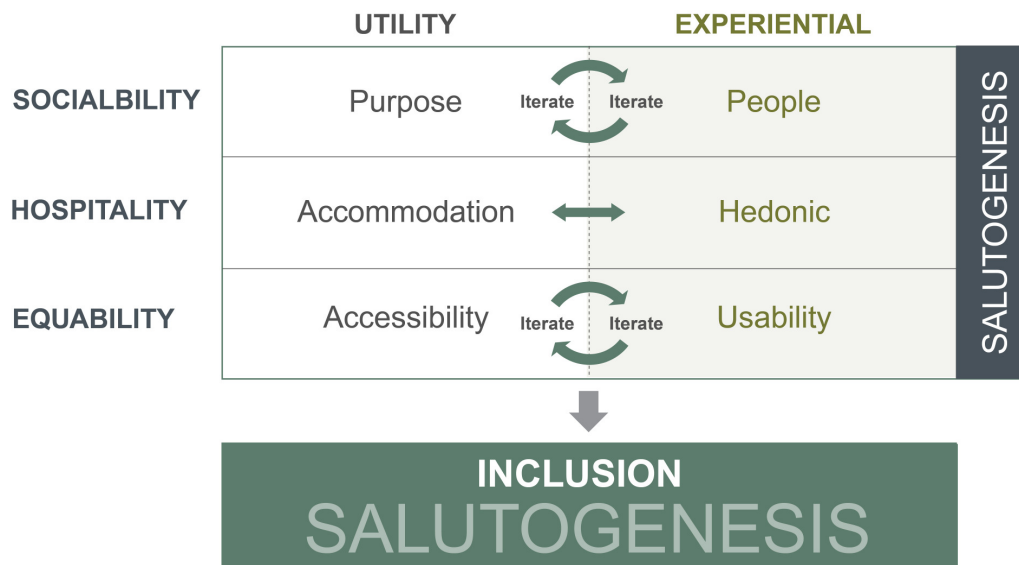 UTILITY EXPERIENTIAL
SOCIALBILITY Purpose Iterate Iterate People
HOSPITALITY Accommodation Hedonic
EQUABILITY Accessibility Iterate Iterate Usability
SALUTOGENESIS
INCLUSION
SALUTOGENESIS